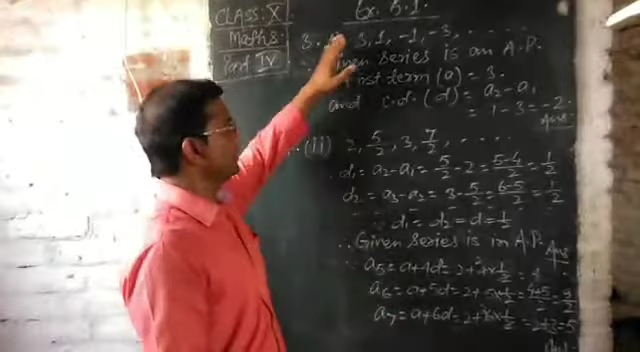 CLASS: X
Maths
Part IV
Ex. 5.1.
3. 3, 1, -1, -3, . . . .
Given series is an A.P.
First term (a) = 3.
and c.d. (d) = a₂-a₁
= 1-3 = -2.
Ans
(ii) 2, 5/2, 3, 7/2, . . . .
d₁ = a₂-a₁ = 5/2 - 2 = 5-4/2 = 1/2
d₂ = a₃-a₂ = 3 - 5/2 = 6-5/2 = 1/2
d₁ = d₂ = d = 1/2
∴ Given series is in A.P. Ans
a₅ = a+4d = 2+4×1/2 = 4
a₆ = a+5d = 2+5×1/2 = 4+5/2 = 9/2
a₇ = a+6d = 2+6×1/2 = 2+3 = 5
Ans